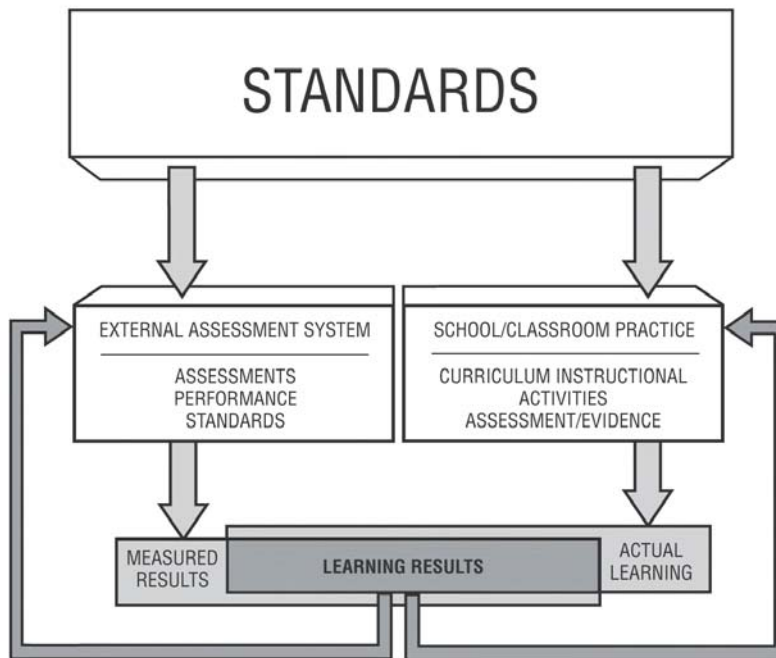 STANDARDS
EXTERNAL ASSESSMENT SYSTEM
ASSESSMENTS
PERFORMANCE
STANDARDS
SCHOOL/CLASSROOM PRACTICE
CURRICULUM INSTRUCTIONAL
ACTIVITIES
ASSESSMENT/EVIDENCE
MEASURED
RESULTS
LEARNING RESULTS
ACTUAL
LEARNING